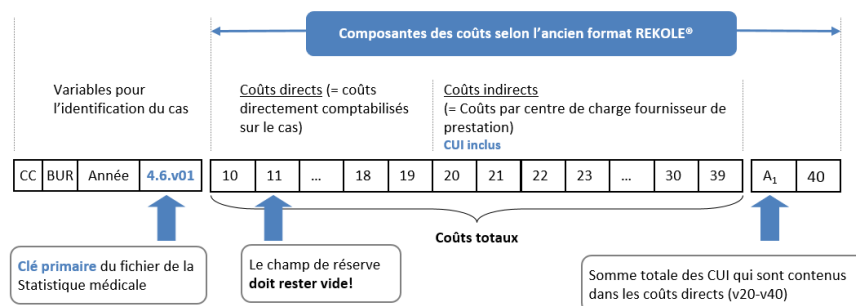 Composantes des coûts selon l'ancien format REKOLE®
Variables pour
l'identification du cas
Coûts directs (= coûts
directement comptabilisés
sur le cas)
Coûts indirects
(= Coûts par centre de charge fournisseur de
prestation)
CUI inclus
CC BUR Année 4.6.v01 10 11 ... 18 19 20 21 22 23 ... 30 39 A1 40
Coûts totaux
Clé primaire du fichier de la
Statistique médicale
Le champ de réserve
doit rester vide!
Somme totale des CUI qui sont contenus
dans les coûts directs (v20-v40)